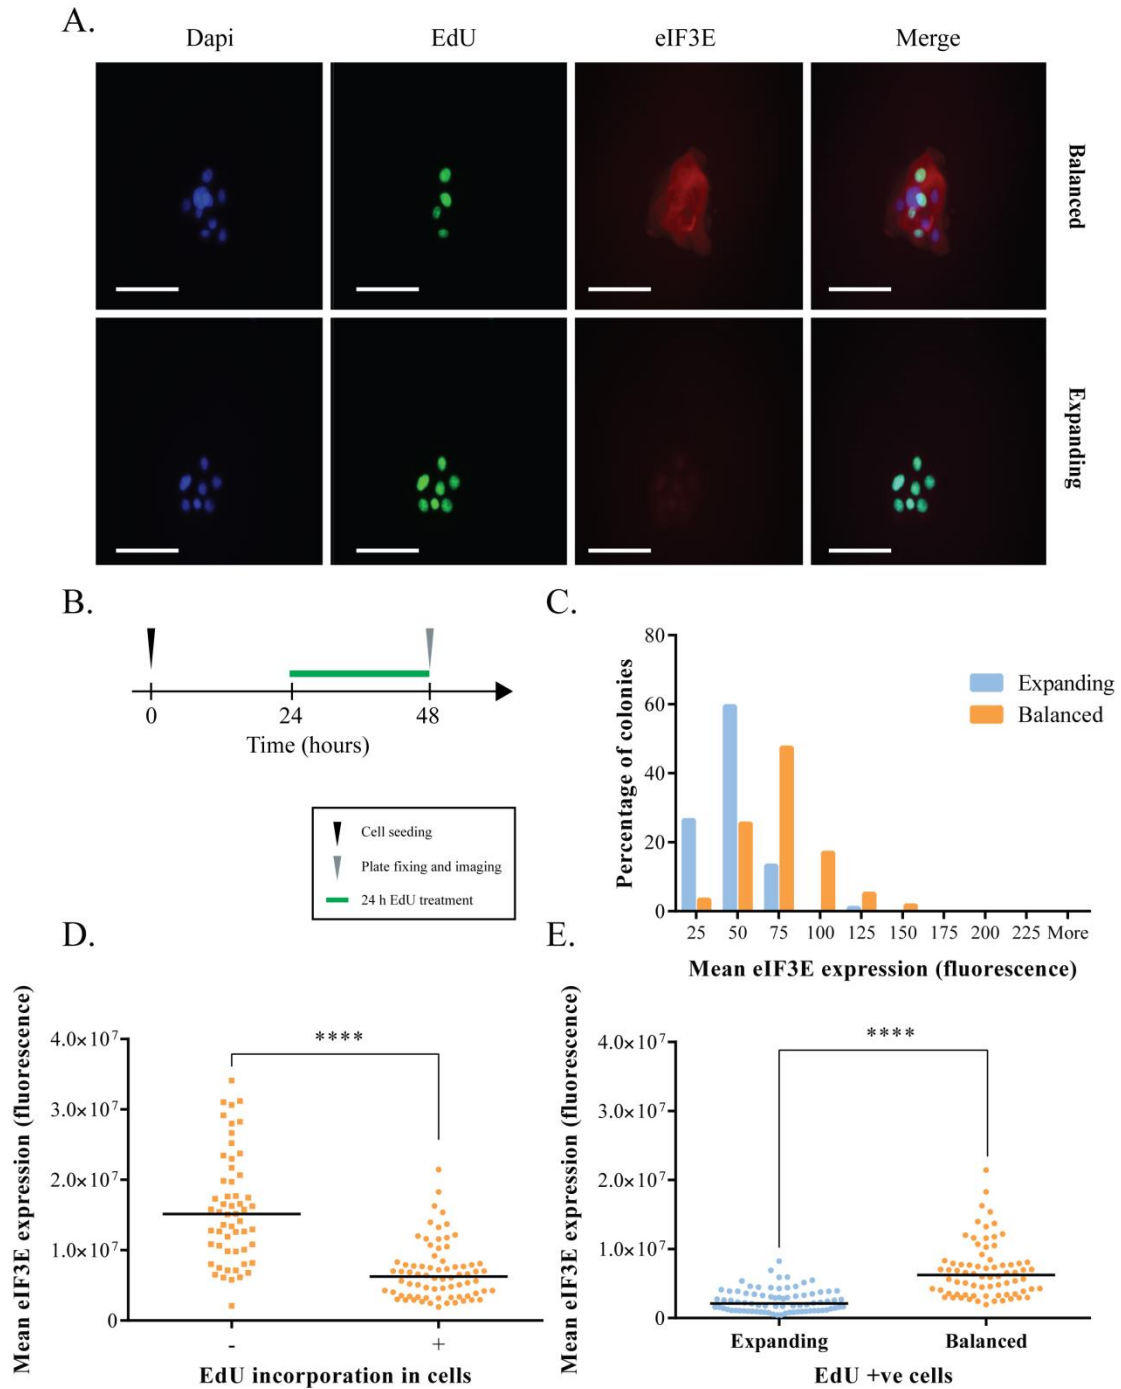 A.
Dapi EdU eIF3E Merge
Balanced
Expanding
B.
0 24 48
Time (hours)
Cell seeding
Plate fixing and imaging
24 h EdU treatment
C.
Percentage of colonies
80
60
40
20
0
Expanding
Balanced
25 50 75 100 125 150 175 200 225 More
Mean eIF3E expression (fluorescence)
D.
Mean eIF3E expression (fluorescence)
4.0×10⁷
3.0×10⁷
2.0×10⁷
1.0×10⁷
0
****
- +
EdU incorporation in cells
E.
Mean eIF3E expression (fluorescence)
4.0×10⁷
3.0×10⁷
2.0×10⁷
1.0×10⁷
0
****
Expanding Balanced
EdU +ve cells